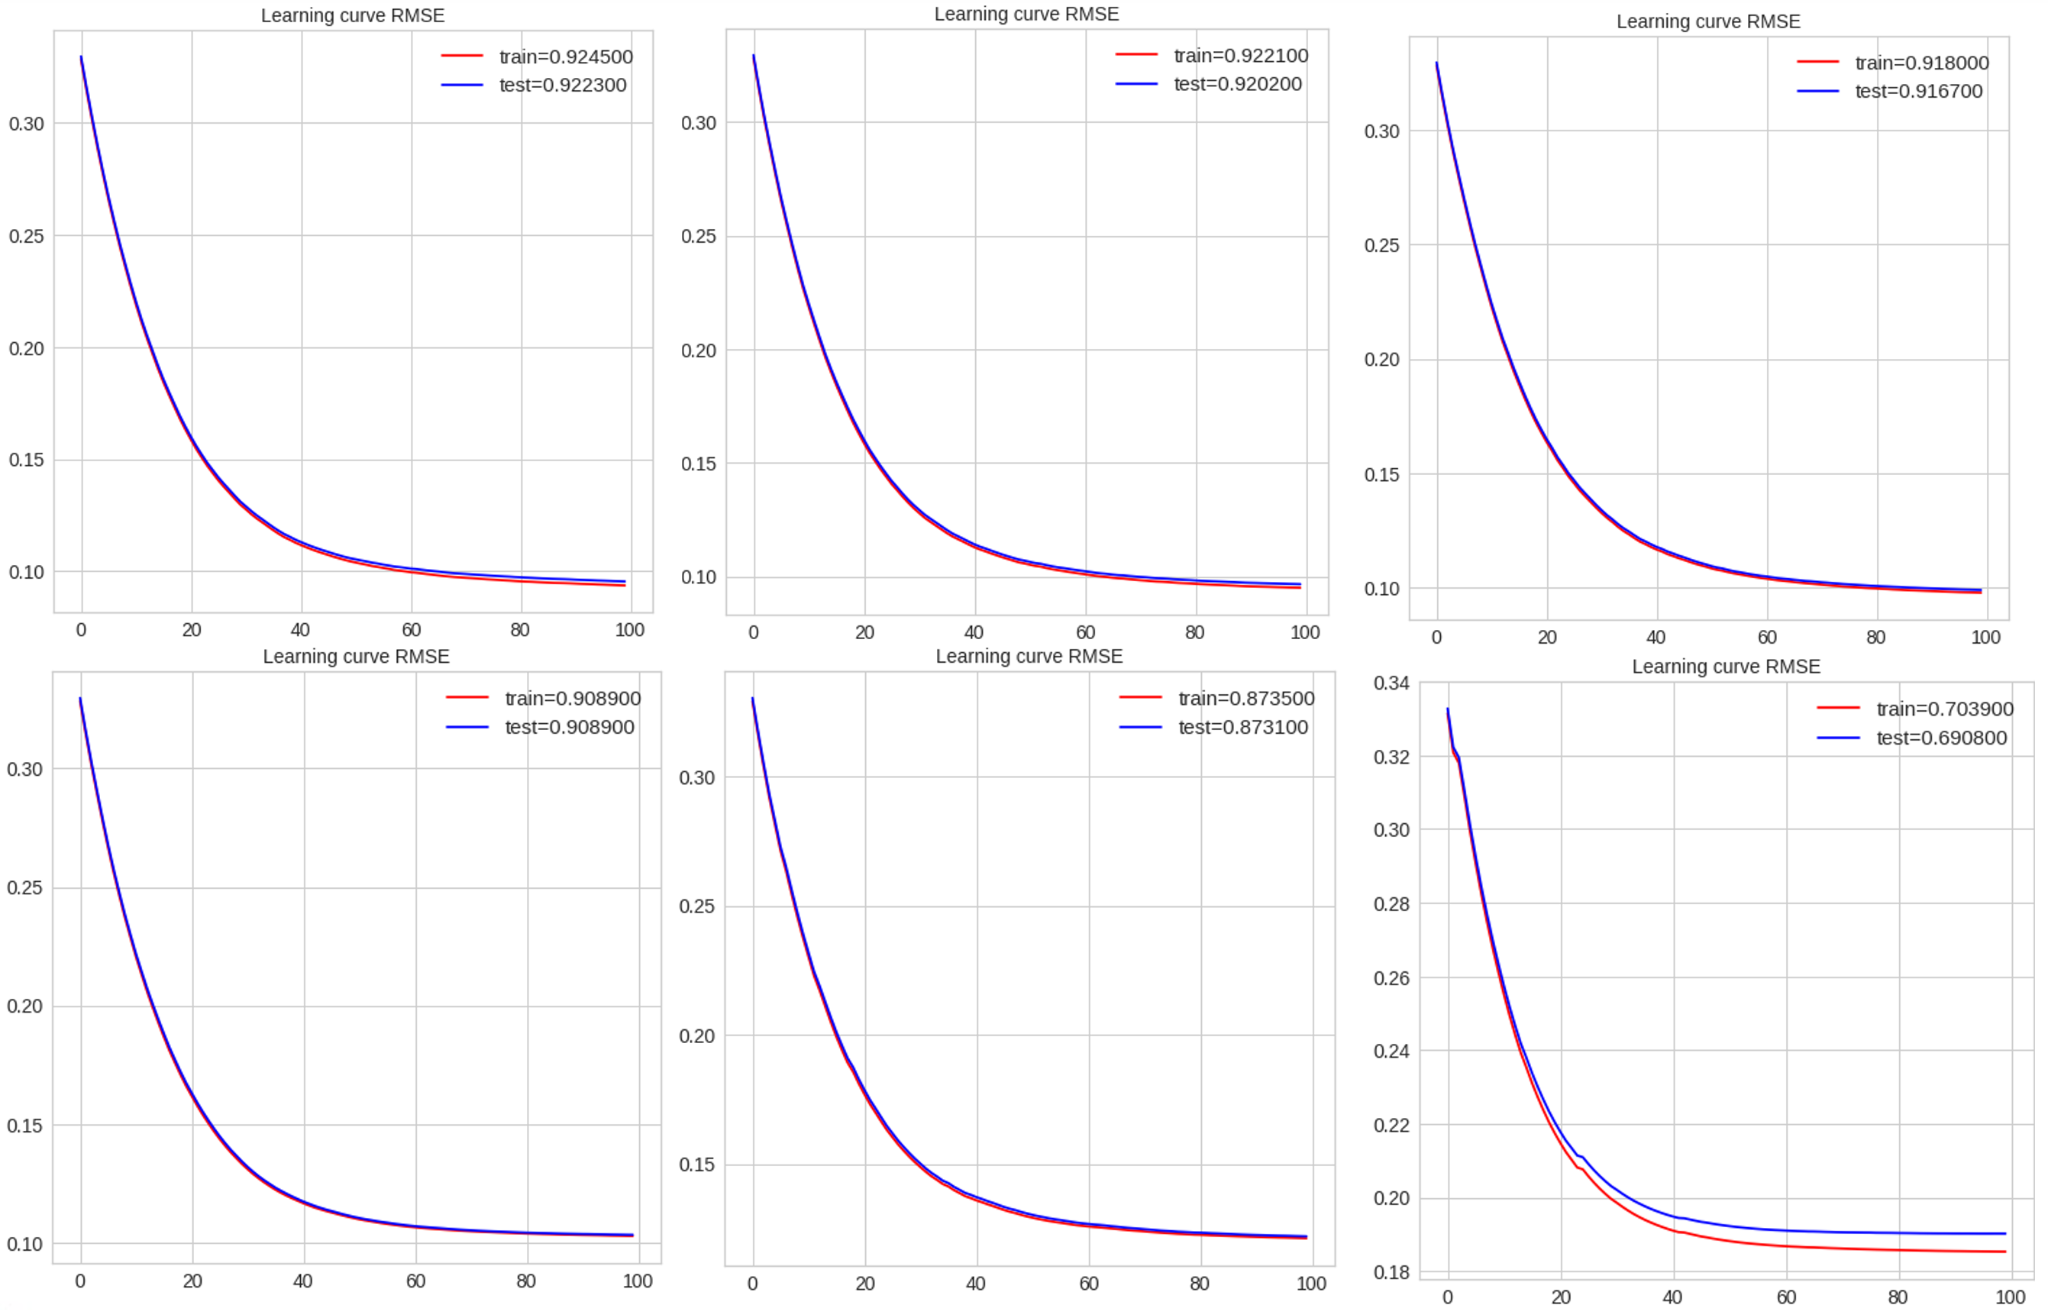 Learning curve RMSE
train=0.924500
test=0.922300
0.30
0.25
0.20
0.15
0.10
0 20 40 60 80 100
Learning curve RMSE
train=0.922100
test=0.920200
0.30
0.25
0.20
0.15
0.10
0 20 40 60 80 100
Learning curve RMSE
train=0.918000
test=0.916700
0.30
0.25
0.20
0.15
0.10
0 20 40 60 80 100
Learning curve RMSE
train=0.908900
test=0.908900
0.30
0.25
0.20
0.15
0.10
0 20 40 60 80 100
Learning curve RMSE
train=0.873500
test=0.873100
0.30
0.25
0.20
0.15
0 20 40 60 80 100
Learning curve RMSE
0.34
train=0.703900
test=0.690800
0.32
0.30
0.28
0.26
0.24
0.22
0.20
0.18
0 20 40 60 80 100